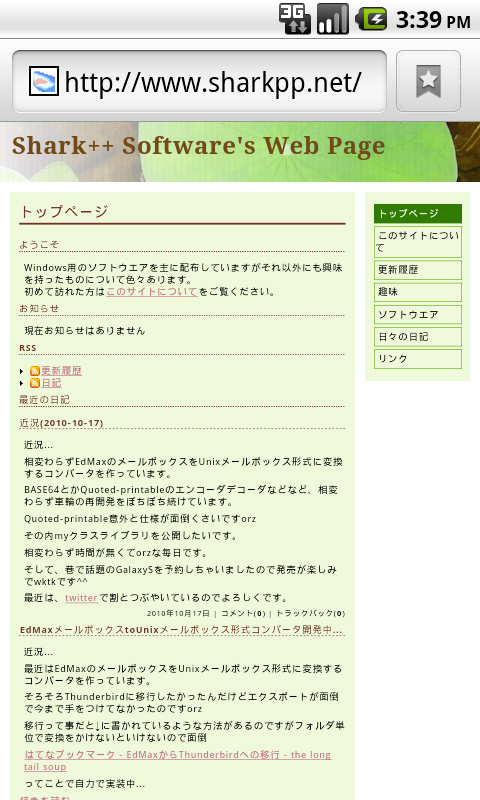 3G
3:39 PM
http://www.sharkpp.net/
Shark++ Software's Web Page
トップページ
ようこそ
Windows用のソフトウエアを主に配布していますがそれ以外にも興味
を持ったものについて色々あります。
初めて訪れた方はこのサイトについてをご覧ください。
お知らせ
現在お知らせはありません
RSS
更新履歴
日記
最近の日記
近況(2010-10-17)
近況...
相変わらずEdMaxのメールボックスをUnixメールボックス形式に変換
するコンバータを作っています。
BASE64とかQuoted-printableのエンコーダデコーダなどなど、相変
わらず車輪の再開発をぼちぼち続けています。
Quoted-printable意外と仕様が面倒くさいですorz
その内myクラスライブラリを公開したいです。
相変わらず時間が無くてorzな毎日です。
そして、巷で話題のGalaxySを予約しちゃいましたので発売が楽しみ
でwktkです^^
最近は、twitterで割とつぶやいているのでよろしくです。
2010年10月17日 | コメント(0) | トラックバック(0)
EdMaxメールボックスtoUnixメールボックス形式コンバータ開発中...
近況...
最近はEdMaxのメールボックスをUnixメールボックス形式に変換する
コンバータを作っています。
そろそろThunderbirdに移行したかったんだけどエクスポートが面倒
で今まで手をつけてなかったのですorz
移行って事だと↓に書かれているような方法があるのですがフォルダ単
位で変換をかけないといけないので面倒
はてなブックマーク - EdMaxからThunderbirdへの移行 - the long
tail soup
ってことで自力で実装中...
続きを読む
トップページ
このサイトについ
て
更新履歴
趣味
ソフトウエア
日々の日記
リンク